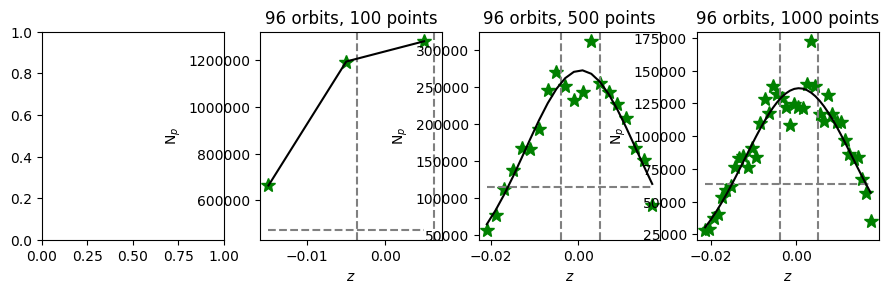 96 orbits, 100 points
96 orbits, 500 points
96 orbits, 1000 points
1.0
0.8
0.6
0.4
0.2
0.0
0.00 0.25 0.50 0.75 1.00
N_p
1200000
1000000
800000
600000
−0.01 0.00
z
N_p
300000
250000
200000
150000
100000
50000
−0.02 0.00
z
N_p
175000
150000
125000
100000
75000
50000
25000
−0.02 0.00
z